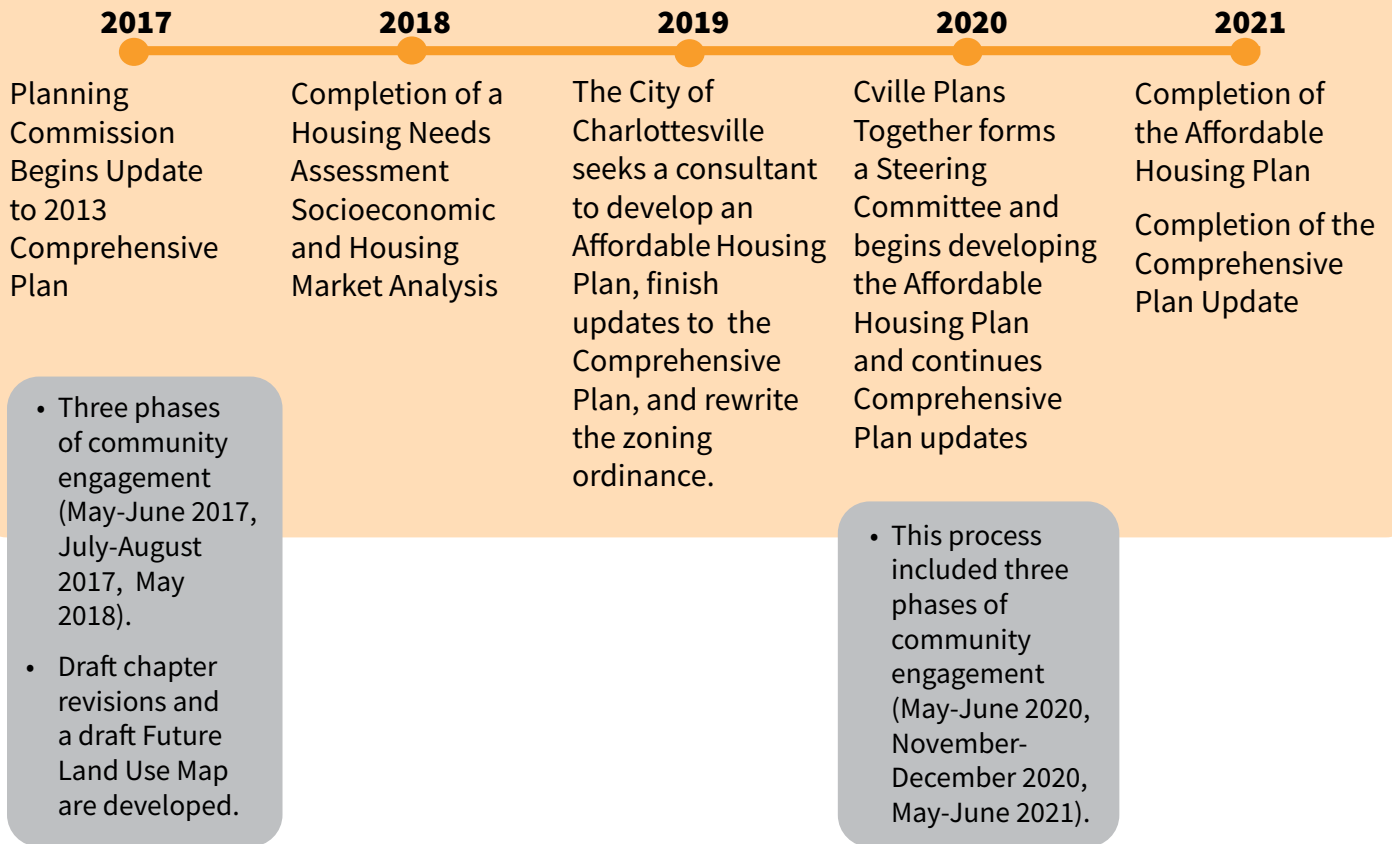 2017
Planning
Commission
Begins Update
to 2013
Comprehensive
Plan
• Three phases
of community
engagement
(May-June 2017,
July-August
2017, May
2018).
• Draft chapter
revisions and
a draft Future
Land Use Map
are developed.
2018
Completion of a
Housing Needs
Assessment
Socioeconomic
and Housing
Market Analysis
2019
The City of
Charlottesville
seeks a consultant
to develop an
Affordable Housing
Plan, finish
updates to the
Comprehensive
Plan, and rewrite
the zoning
ordinance.
2020
Cville Plans
Together forms
a Steering
Committee and
begins developing
the Affordable
Housing Plan
and continues
Comprehensive
Plan updates
• This process
included three
phases of
community
engagement
(May-June 2020,
November-
December 2020,
May-June 2021).
2021
Completion of
the Affordable
Housing Plan
Completion of the
Comprehensive
Plan Update